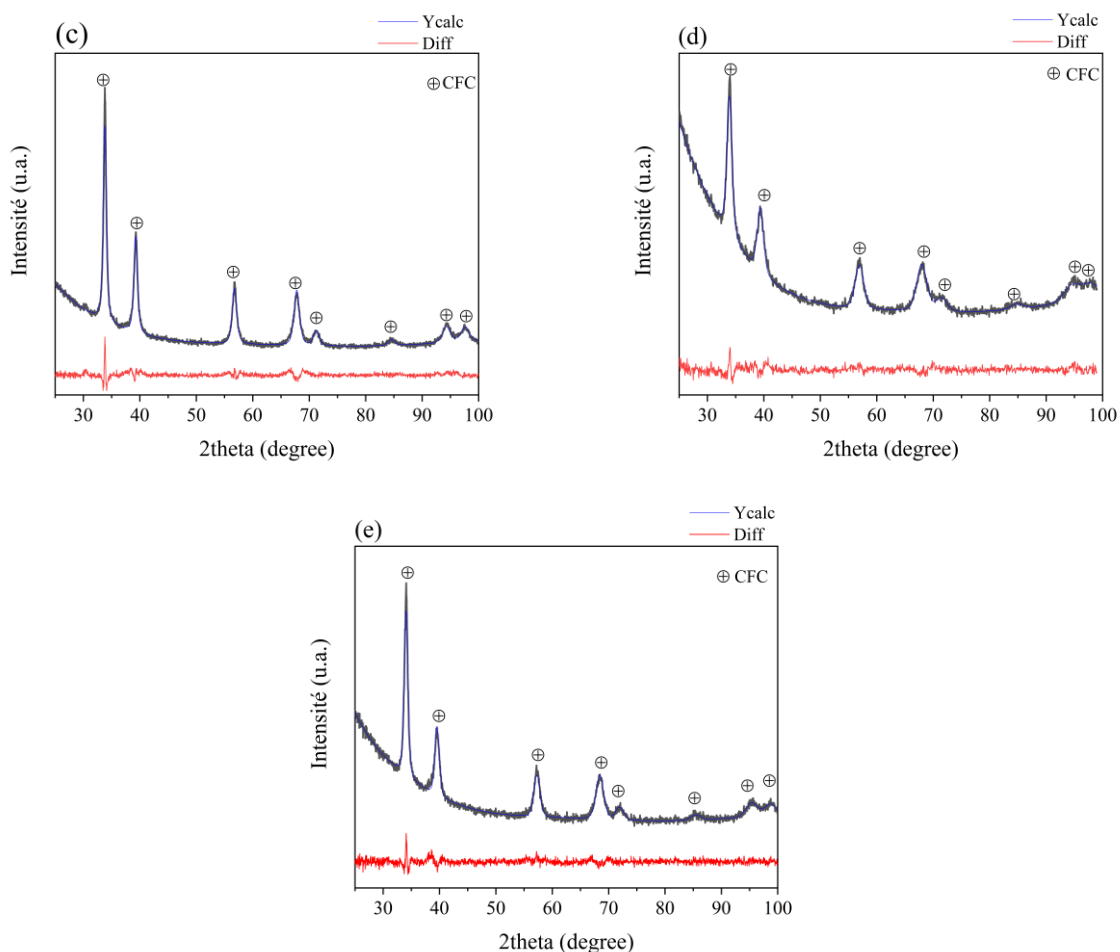 (c)
Ycalc
Diff
⊕CFC
Intensité (u.a.)
30 40 50 60 70 80 90 100
2theta (degree)
(d)
Ycalc
Diff
⊕ CFC
Intensité (u.a.)
30 40 50 60 70 80 90 100
2theta (degree)
(e)
Ycalc
Diff
⊕ CFC
Intensité (u.a.)
30 40 50 60 70 80 90 100
2theta (degree)